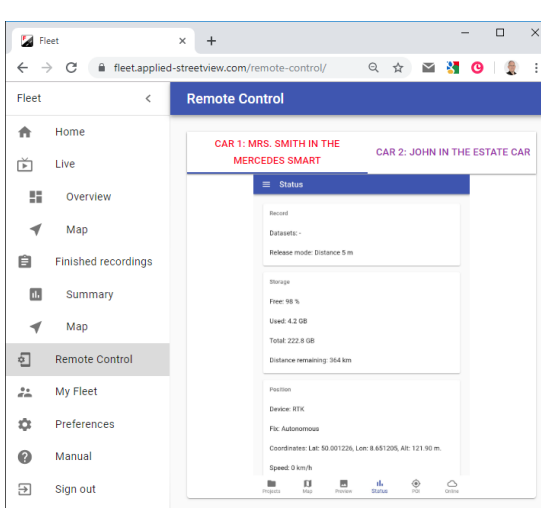 Fleet
fleet.applied-streetview.com/remote-control/
Fleet
Remote Control
Home
Live
Overview
Map
Finished recordings
Summary
Map
Remote Control
My Fleet
Preferences
Manual
Sign out
CAR 1: MRS. SMITH IN THE
MERCEDES SMART
CAR 2: JOHN IN THE ESTATE CAR
Status
Record
Datasets: -
Release mode: Distance 5 m
Storage
Free: 98 %
Used: 4.2 GB
Total: 222.8 GB
Distance remaining: 364 km
Position
Device: RTK
Fix: Autonomous
Coordinates: Lat: 50.001226, Lon: 8.651205, Alt: 121.90 m.
Speed: 0 km/h
Projects Map Preview Status POI Online